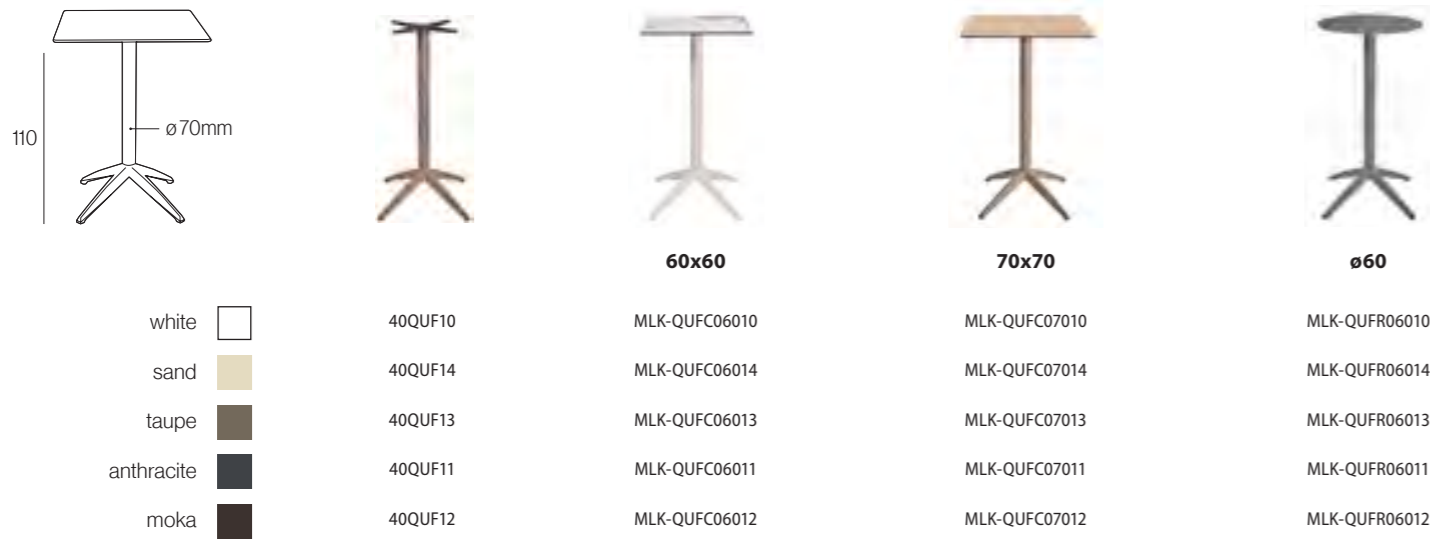 110
ø70mm
60x60 70x70 ø60
white 40QUF10 MLK-QUFC06010 MLK-QUFC07010 MLK-QUFR06010
sand 40QUF14 MLK-QUFC06014 MLK-QUFC07014 MLK-QUFR06014
taupe 40QUF13 MLK-QUFC06013 MLK-QUFC07013 MLK-QUFR06013
anthracite 40QUF11 MLK-QUFC06011 MLK-QUFC07011 MLK-QUFR06011
moka 40QUF12 MLK-QUFC06012 MLK-QUFC07012 MLK-QUFR06012